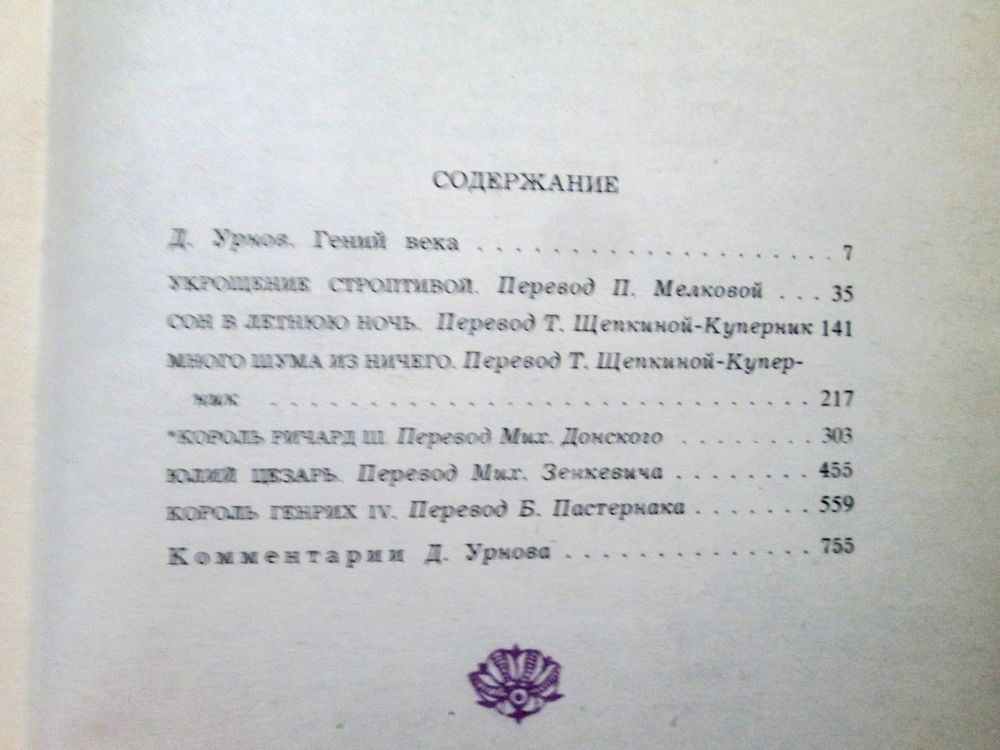 СОДЕРЖАНИЕ
Д. Урнов. Гений века . . . . . . . . . . . . . . . . . . . 7
УКРОЩЕНИЕ СТРОПТИВОЙ. Перевод П. Мелковой . . . 35
СОН В ЛЕТНЮЮ НОЧЬ. Перевод Т. Щепкиной-Куперник 141
МНОГО ШУМА ИЗ НИЧЕГО. Перевод Т. Щепкиной-Купер-
ник . . . . . . . . . . . . . . . . . . . . . . . . . . . . 217
*КОРОЛЬ РИЧАРД III. Перевод Мих. Донского . . . . . . . . 303
ЮЛИЙ ЦЕЗАРЬ. Перевод Мих. Зенкевича . . . . . . . . 455
КОРОЛЬ ГЕНРИХ IV. Перевод Б. Пастернака . . . . . . . 559
Комментарии Д. Урнова . . . . . . . . . . . . . . 755